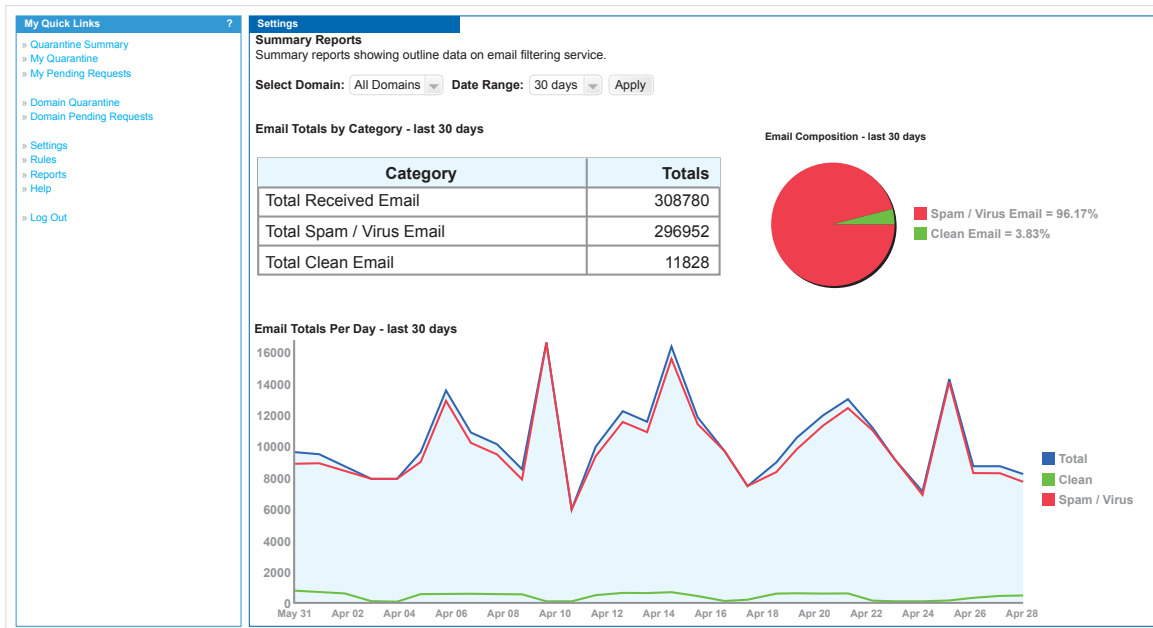 My Quick Links ?
» Quarantine Summary
» My Quarantine
» My Pending Requests
» Domain Quarantine
» Domain Pending Requests
» Settings
» Rules
» Reports
» Help
» Log Out
Settings
Summary Reports
Summary reports showing outline data on email filtering service.
Select Domain: All Domains Date Range: 30 days Apply
Email Totals by Category - last 30 days
Category Totals
Total Received Email 308780
Total Spam / Virus Email 296952
Total Clean Email 11828
Email Composition - last 30 days
Spam / Virus Email = 96.17%
Clean Email = 3.83%
Email Totals Per Day - last 30 days
16000
14000
12000
10000
8000
6000
4000
2000
0
May 31 Apr 02 Apr 04 Apr 06 Apr 08 Apr 10 Apr 12 Apr 14 Apr 16 Apr 18 Apr 20 Apr 22 Apr 24 Apr 26 Apr 28
Total
Clean
Spam / Virus